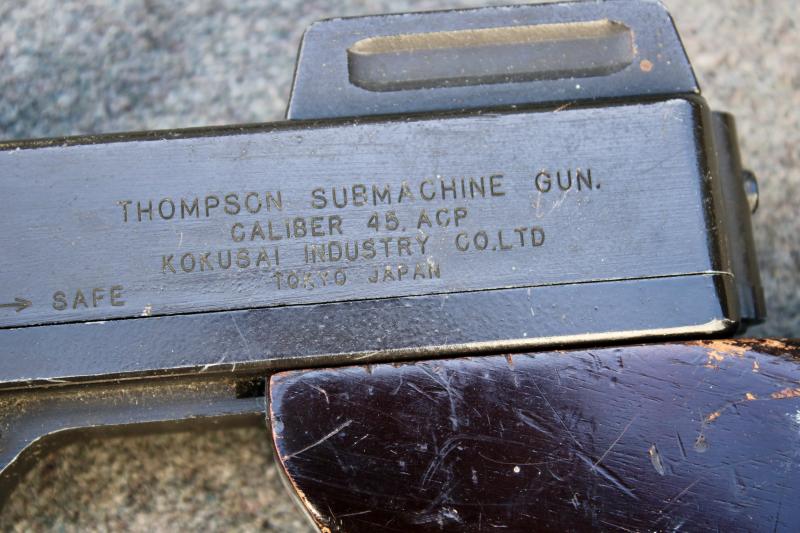 THOMPSON SUBMACHINE GUN.
CALIBER 45. ACP
KOKUSAI INDUSTRY CO.LTD
TOKYO JAPAN
→ SAFE